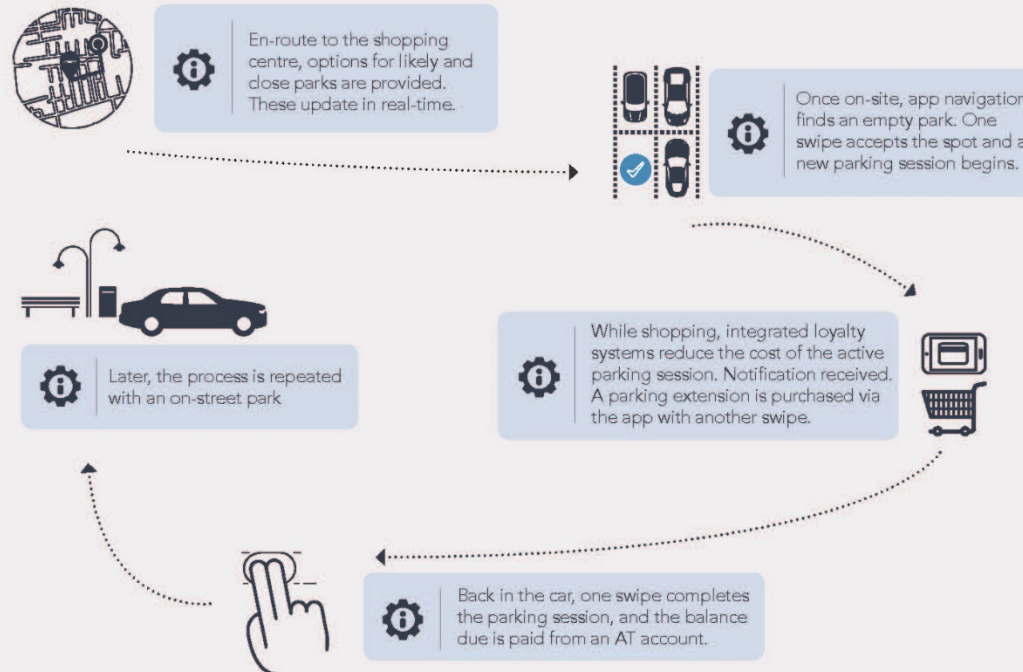 En-route to the shopping
centre, options for likely and
close parks are provided.
These update in real-time.
Once on-site, app navigation
finds an empty park. One
swipe accepts the spot and a
new parking session begins.
While shopping, integrated loyalty
systems reduce the cost of the active
parking session. Notification received.
A parking extension is purchased via
the app with another swipe.
Back in the car, one swipe completes
the parking session, and the balance
due is paid from an AT account.
Later, the process is repeated
with an on-street park